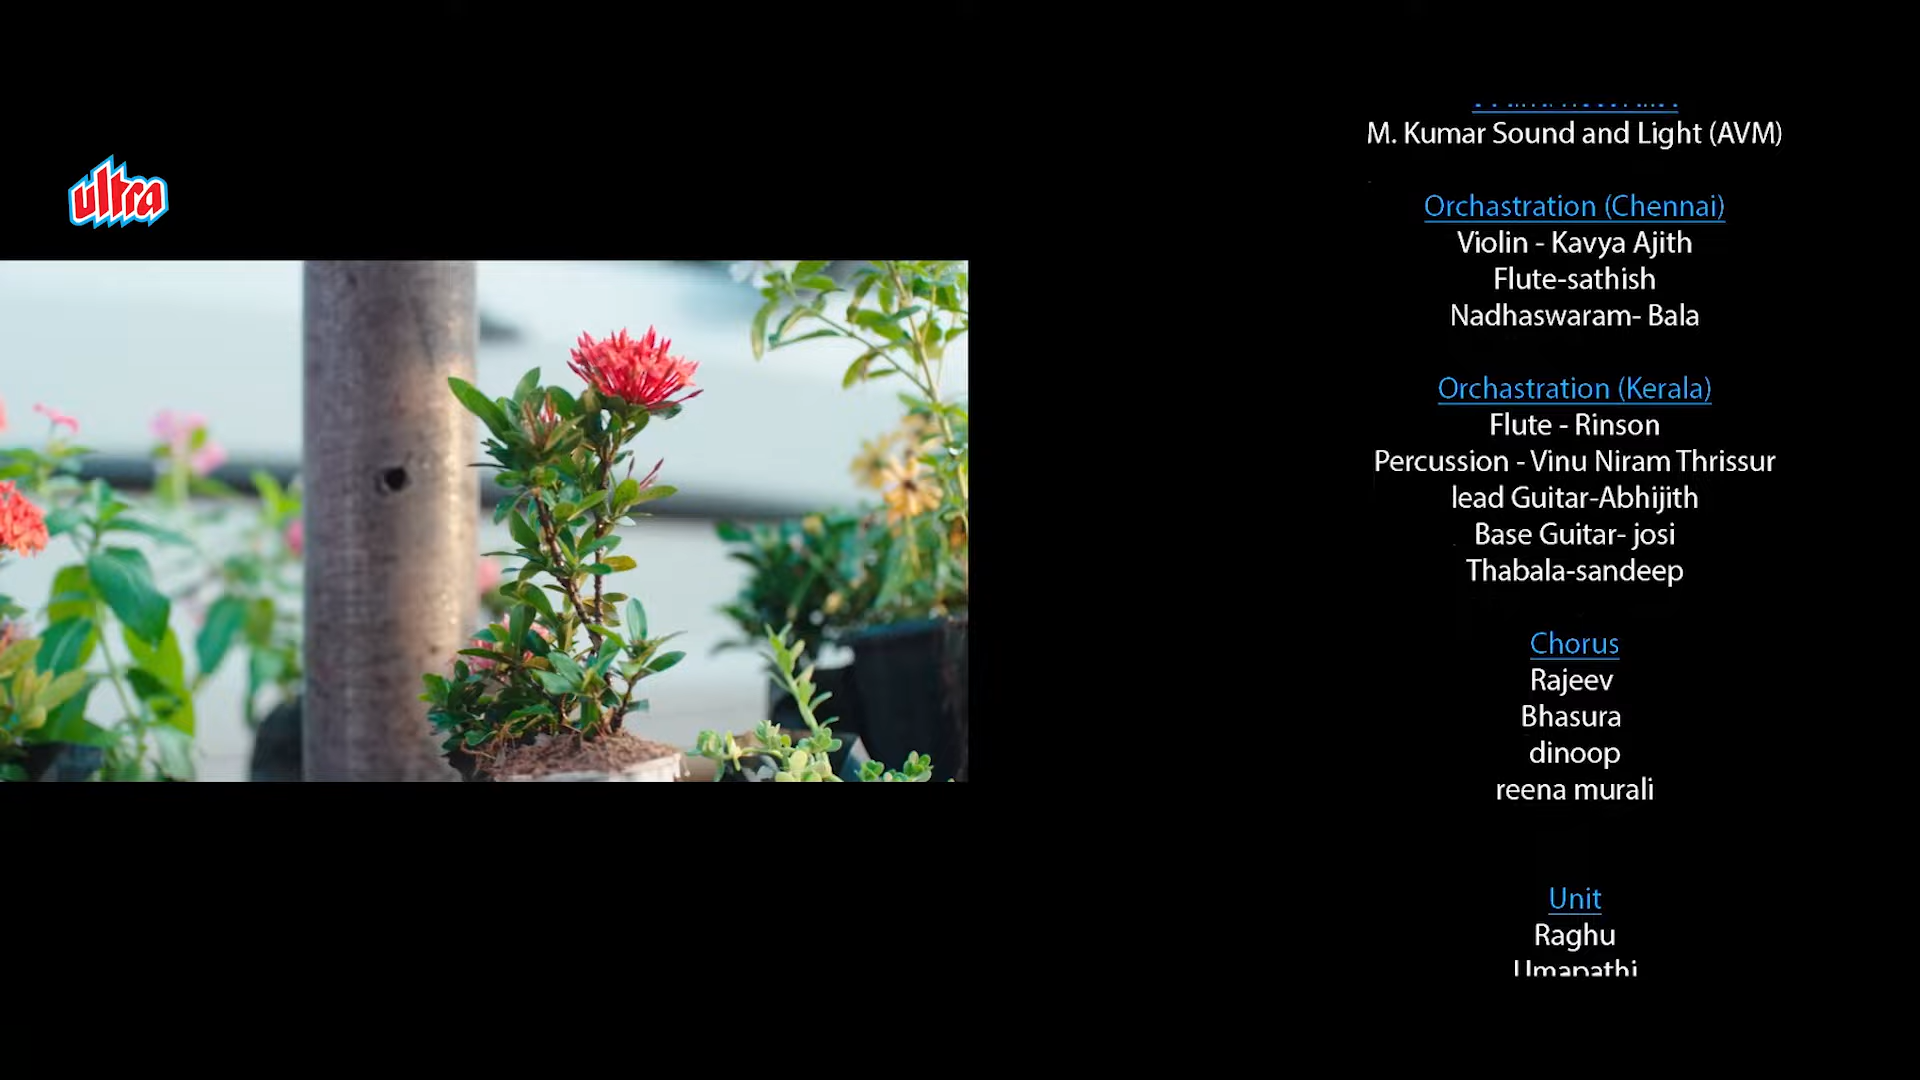 ultra
M. Kumar Sound and Light (AVM)
Orchastration (Chennai)
Violin - Kavya Ajith
Flute-sathish
Nadhaswaram- Bala
Orchastration (Kerala)
Flute - Rinson
Percussion - Vinu Niram Thrissur
lead Guitar-Abhijith
Base Guitar- josi
Thabala-sandeep
Chorus
Rajeev
Bhasura
dinoop
reena murali
Unit
Raghu
Umapathi